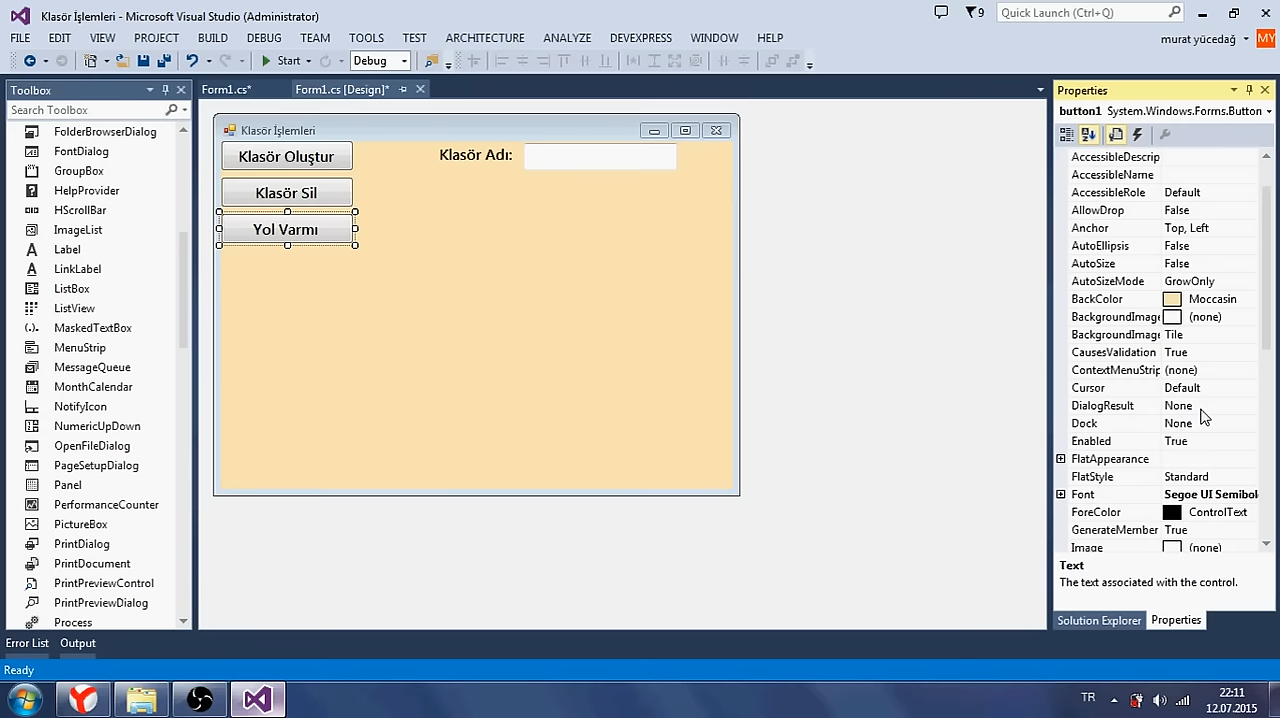 Klasör İşlemleri - Microsoft Visual Studio (Administrator)
9
Quick Launch (Ctrl+Q)
FILE EDIT VIEW PROJECT BUILD DEBUG TEAM TOOLS TEST ARCHITECTURE ANALYZE DEVEXPRESS WINDOW HELP
murat yücedağ MY
Start Debug
Toolbox
Search Toolbox
FolderBrowserDialog
FontDialog
GroupBox
HelpProvider
HScrollBar
ImageList
Label
LinkLabel
ListBox
ListView
MaskedTextBox
MenuStrip
MessageQueue
MonthCalendar
NotifyIcon
NumericUpDown
OpenFileDialog
PageSetupDialog
Panel
PerformanceCounter
PictureBox
PrintDialog
PrintDocument
PrintPreviewControl
PrintPreviewDialog
Process
Form1.cs* Form1.cs [Design]*
Klasör İşlemleri
Klasör Oluştur
Klasör Adı:
Klasör Sil
Yol Varmı
Properties
button1 System.Windows.Forms.Button
AccessibleDescrip
AccessibleName
AccessibleRole Default
AllowDrop False
Anchor Top, Left
AutoEllipsis False
AutoSize False
AutoSizeMode GrowOnly
BackColor Moccasin
BackgroundImage (none)
BackgroundImage Tile
CausesValidation True
ContextMenuStrip (none)
Cursor Default
DialogResult None
Dock None
Enabled True
FlatAppearance
FlatStyle Standard
Font Segoe UI Semibol
ForeColor ControlText
GenerateMember True
Image (none)
Text
The text associated with the control.
Solution Explorer Properties
Error List Output
Ready
TR
22:11
12.07.2015